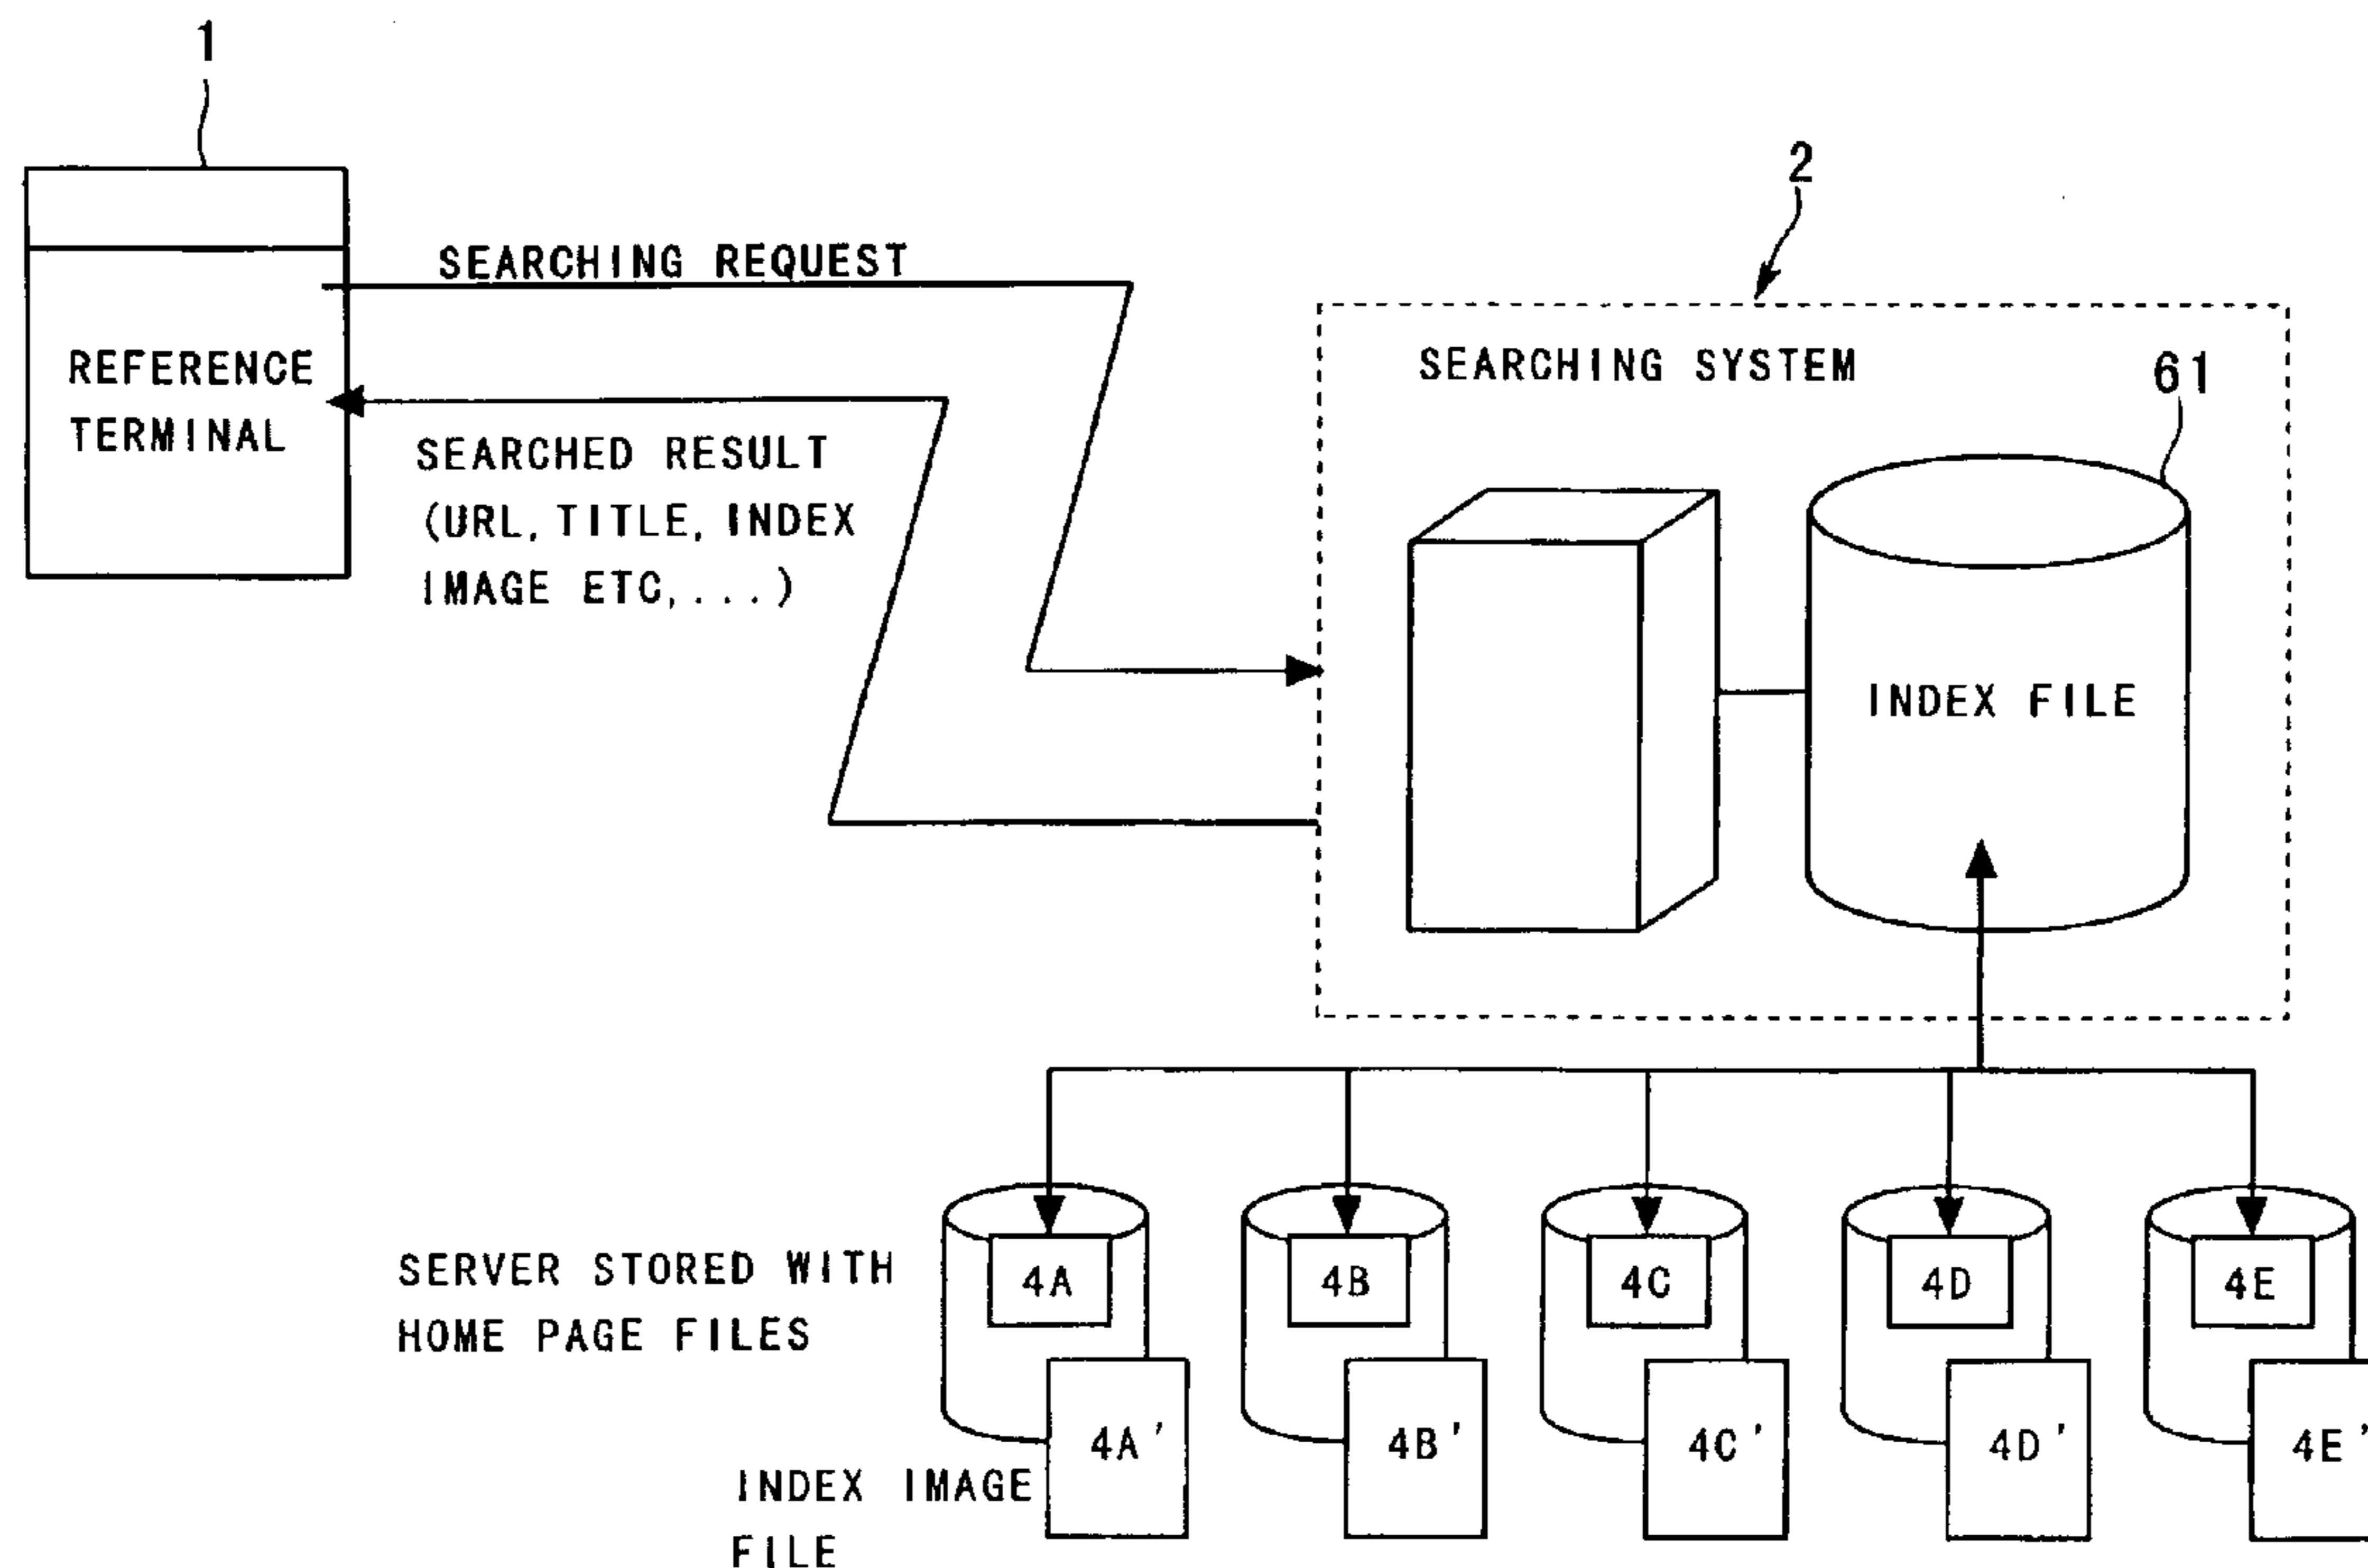 1
2
SEARCHING REQUEST
REFERENCE
TERMINAL
SEARCHED RESULT
(URL, TITLE, INDEX
IMAGE ETC, ...)
SEARCHING SYSTEM
61
INDEX FILE
SERVER STORED WITH
HOME PAGE FILES
4A
4B
4C
4D
4E
4A'
4B'
4C'
4D'
4E'
INDEX IMAGE
FILE